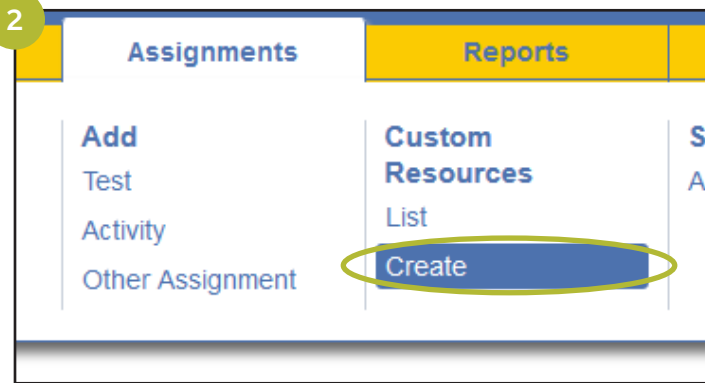 2
Assignments
Reports
Add
Test
Activity
Other Assignment
Custom
Resources
List
Create
S
A